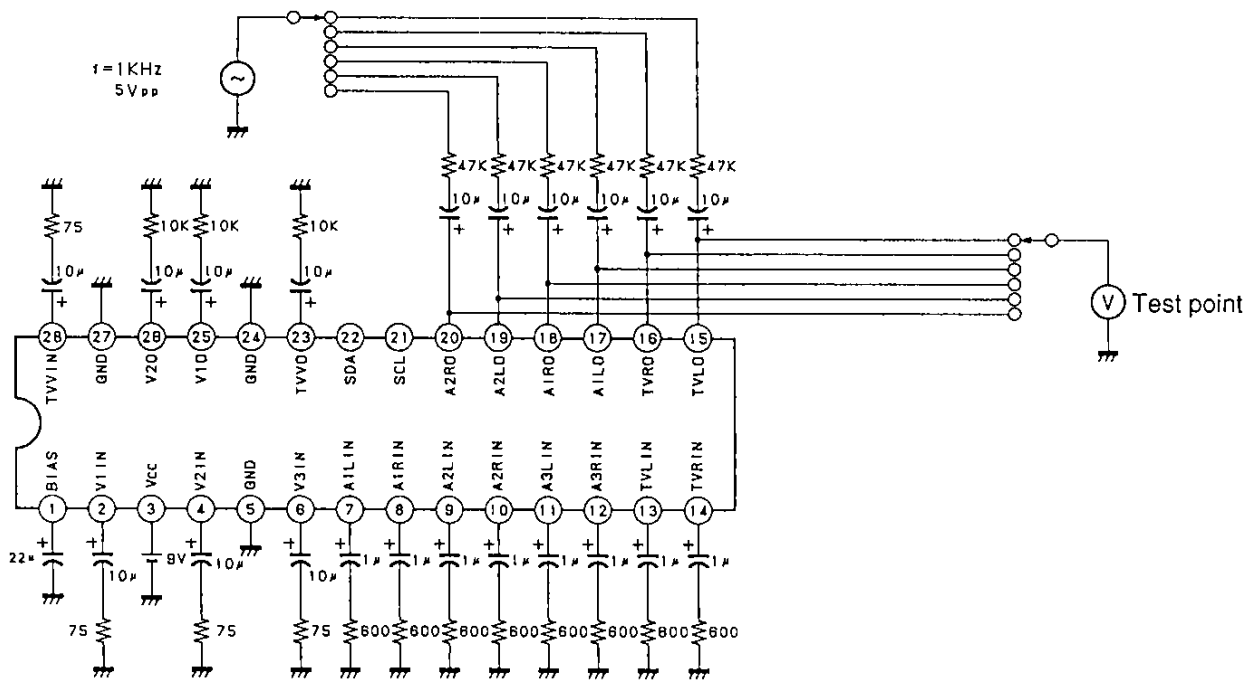 f=1KHz
5Vpp
~
47K 47K 47K 47K 47K 47K
10μ 10μ 10μ 10μ 10μ 10μ
+ + + + + +
75 10K 10K 10K
10μ 10μ 10μ 10μ
+ + + +
V Test point
28 27 26 25 24 23 22 21 20 19 18 17 16 15
TVVIN GND V2O V1O GND TVVO SDA SCL A2RO A2LO A1RO A1LO TVRO TVLO
BIAS V1IN Vcc V2IN GND V3IN A1LIN A1RIN A2LIN A2RIN A3LIN A3RIN TVLIN TVRIN
1 2 3 4 5 6 7 8 9 10 11 12 13 14
+ + + + + + + + + + + +
22μ 10μ 9V 10μ 10μ 1μ 1μ 1μ 1μ 1μ 1μ 1μ 1μ
75 75 75 600 600 600 600 600 600 600 600